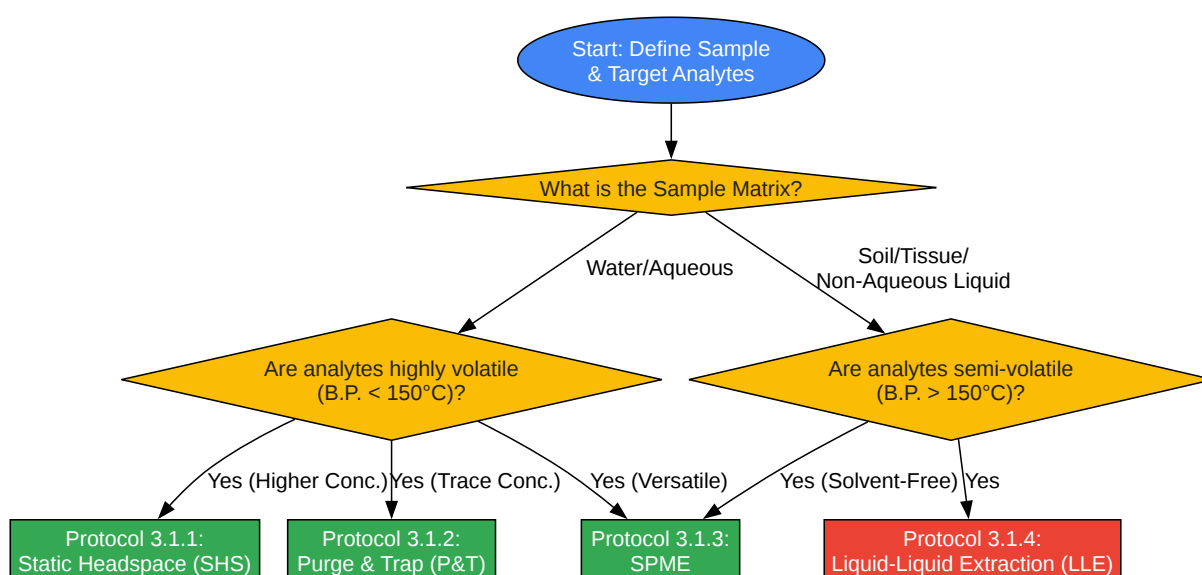 Start: Define Sample
& Target Analytes
What is the Sample Matrix?
Water/Aqueous
Soil/Tissue/
Non-Aqueous Liquid
Are analytes highly volatile
(B.P. < 150°C)?
Are analytes semi-volatile
(B.P. > 150°C)?
Yes (Higher Conc.)
Yes (Trace Conc.)
Yes (Versatile)
Yes (Solvent-Free)
Yes
Protocol 3.1.1:
Static Headspace (SHS)
Protocol 3.1.2:
Purge & Trap (P&T)
Protocol 3.1.3:
SPME
Protocol 3.1.4:
Liquid-Liquid Extraction (LLE)